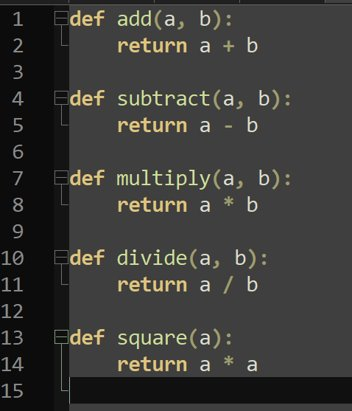 1 def add(a, b):
2     return a + b
3
4 def subtract(a, b):
5     return a - b
6
7 def multiply(a, b):
8     return a * b
9
10 def divide(a, b):
11     return a / b
12
13 def square(a):
14     return a * a
15